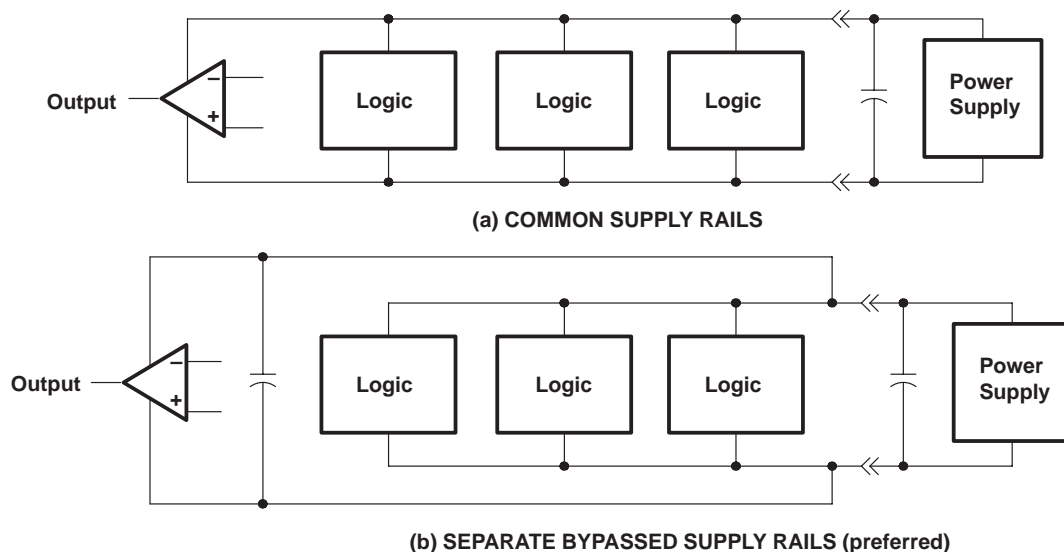 Output
−
+
Logic
Logic
Logic
Power
Supply
(a) COMMON SUPPLY RAILS
Output
−
+
Logic
Logic
Logic
Power
Supply
(b) SEPARATE BYPASSED SUPPLY RAILS (preferred)